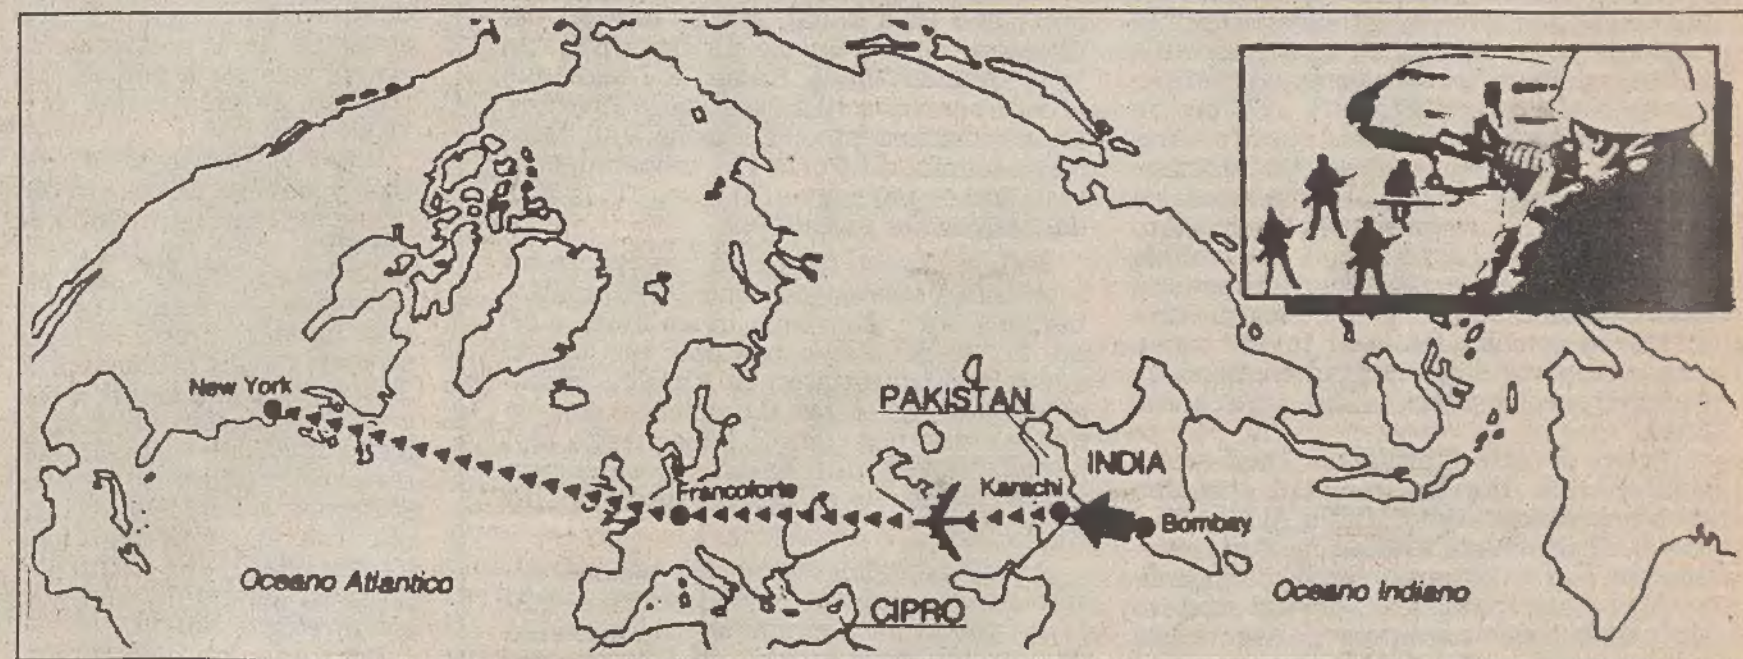 New York
PAKISTAN
INDIA
Francoforte
Karachi
Bombay
Oceano Atlantico
CIPRO
Oceano Indiano